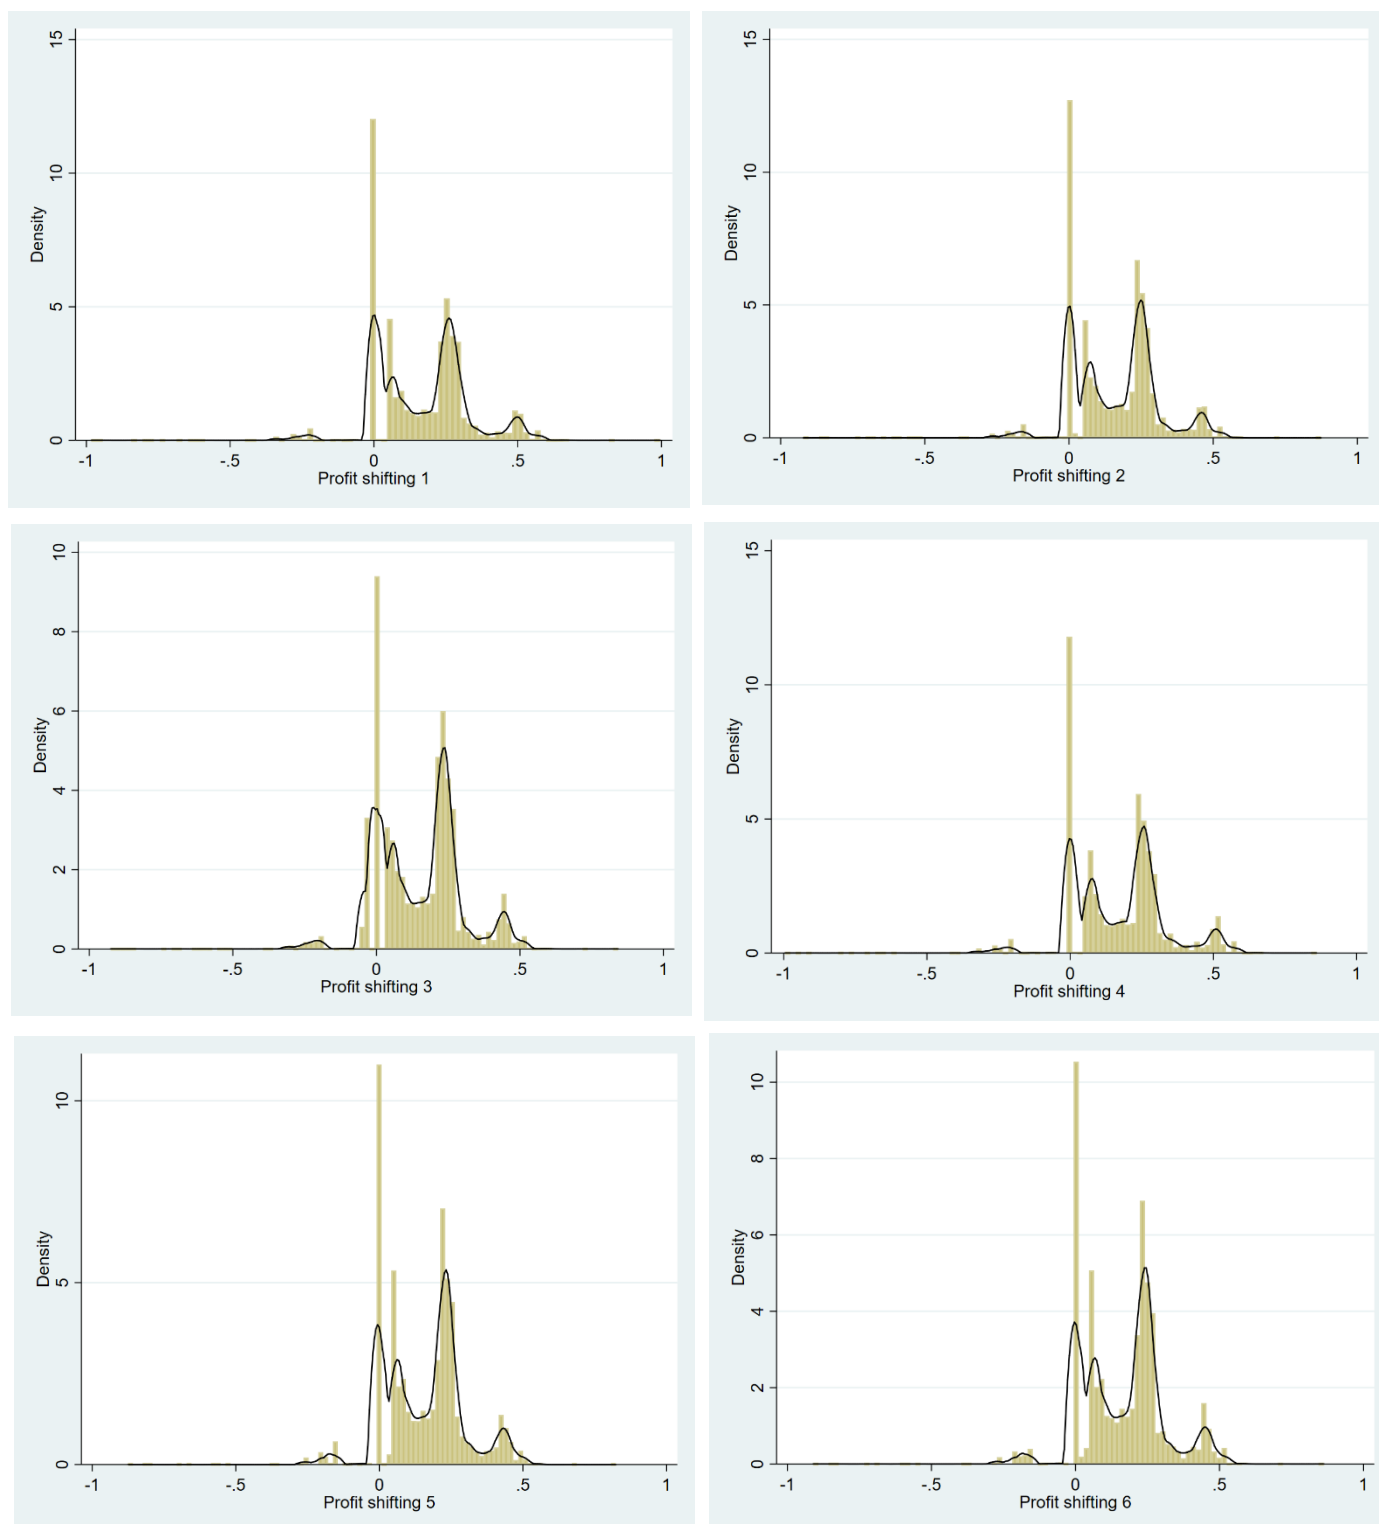 15
10
5
0
Density
-1 -.5 0 .5 1
Profit shifting 1
15
10
5
0
Density
-1 -.5 0 .5 1
Profit shifting 2
10
8
6
4
2
0
Density
-1 -.5 0 .5 1
Profit shifting 3
15
10
5
0
Density
-1 -.5 0 .5 1
Profit shifting 4
10
5
0
Density
-1 -.5 0 .5 1
Profit shifting 5
10
8
6
4
2
0
Density
-1 -.5 0 .5 1
Profit shifting 6